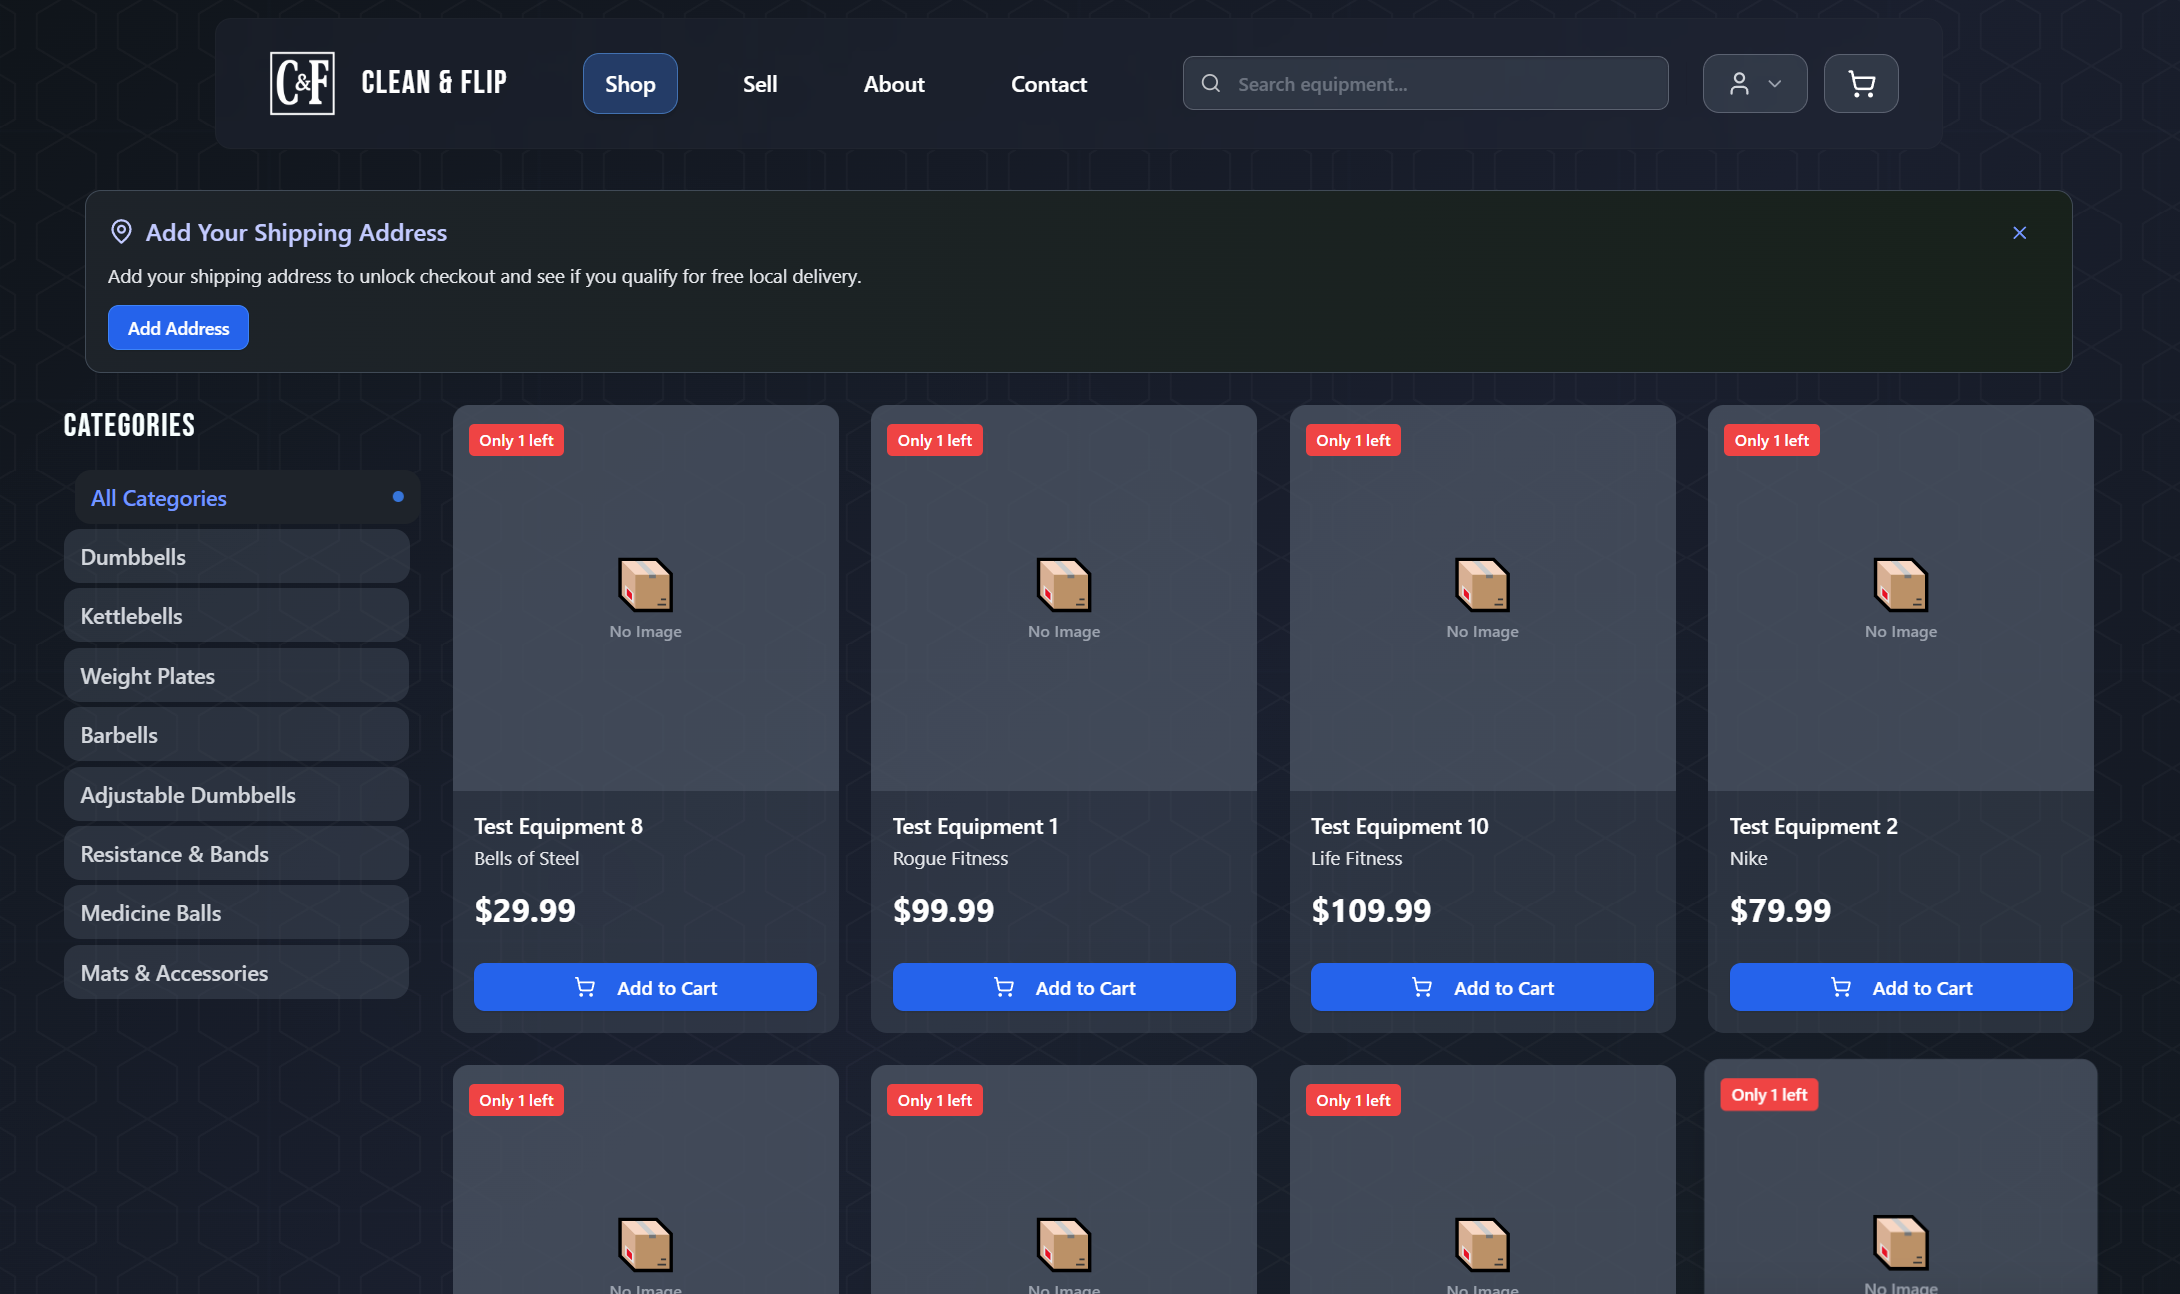 C&F
CLEAN & FLIP
Shop
Sell
About
Contact
Search equipment...
Add Your Shipping Address
Add your shipping address to unlock checkout and see if you qualify for free local delivery.
Add Address
CATEGORIES
All Categories
Dumbbells
Kettlebells
Weight Plates
Barbells
Adjustable Dumbbells
Resistance & Bands
Medicine Balls
Mats & Accessories
Only 1 left
No Image
Test Equipment 8
Bells of Steel
$29.99
Add to Cart
Only 1 left
No Image
Test Equipment 1
Rogue Fitness
$99.99
Add to Cart
Only 1 left
No Image
Test Equipment 10
Life Fitness
$109.99
Add to Cart
Only 1 left
No Image
Test Equipment 2
Nike
$79.99
Add to Cart
Only 1 left
No Image
Only 1 left
No Image
Only 1 left
No Image
Only 1 left
No Image